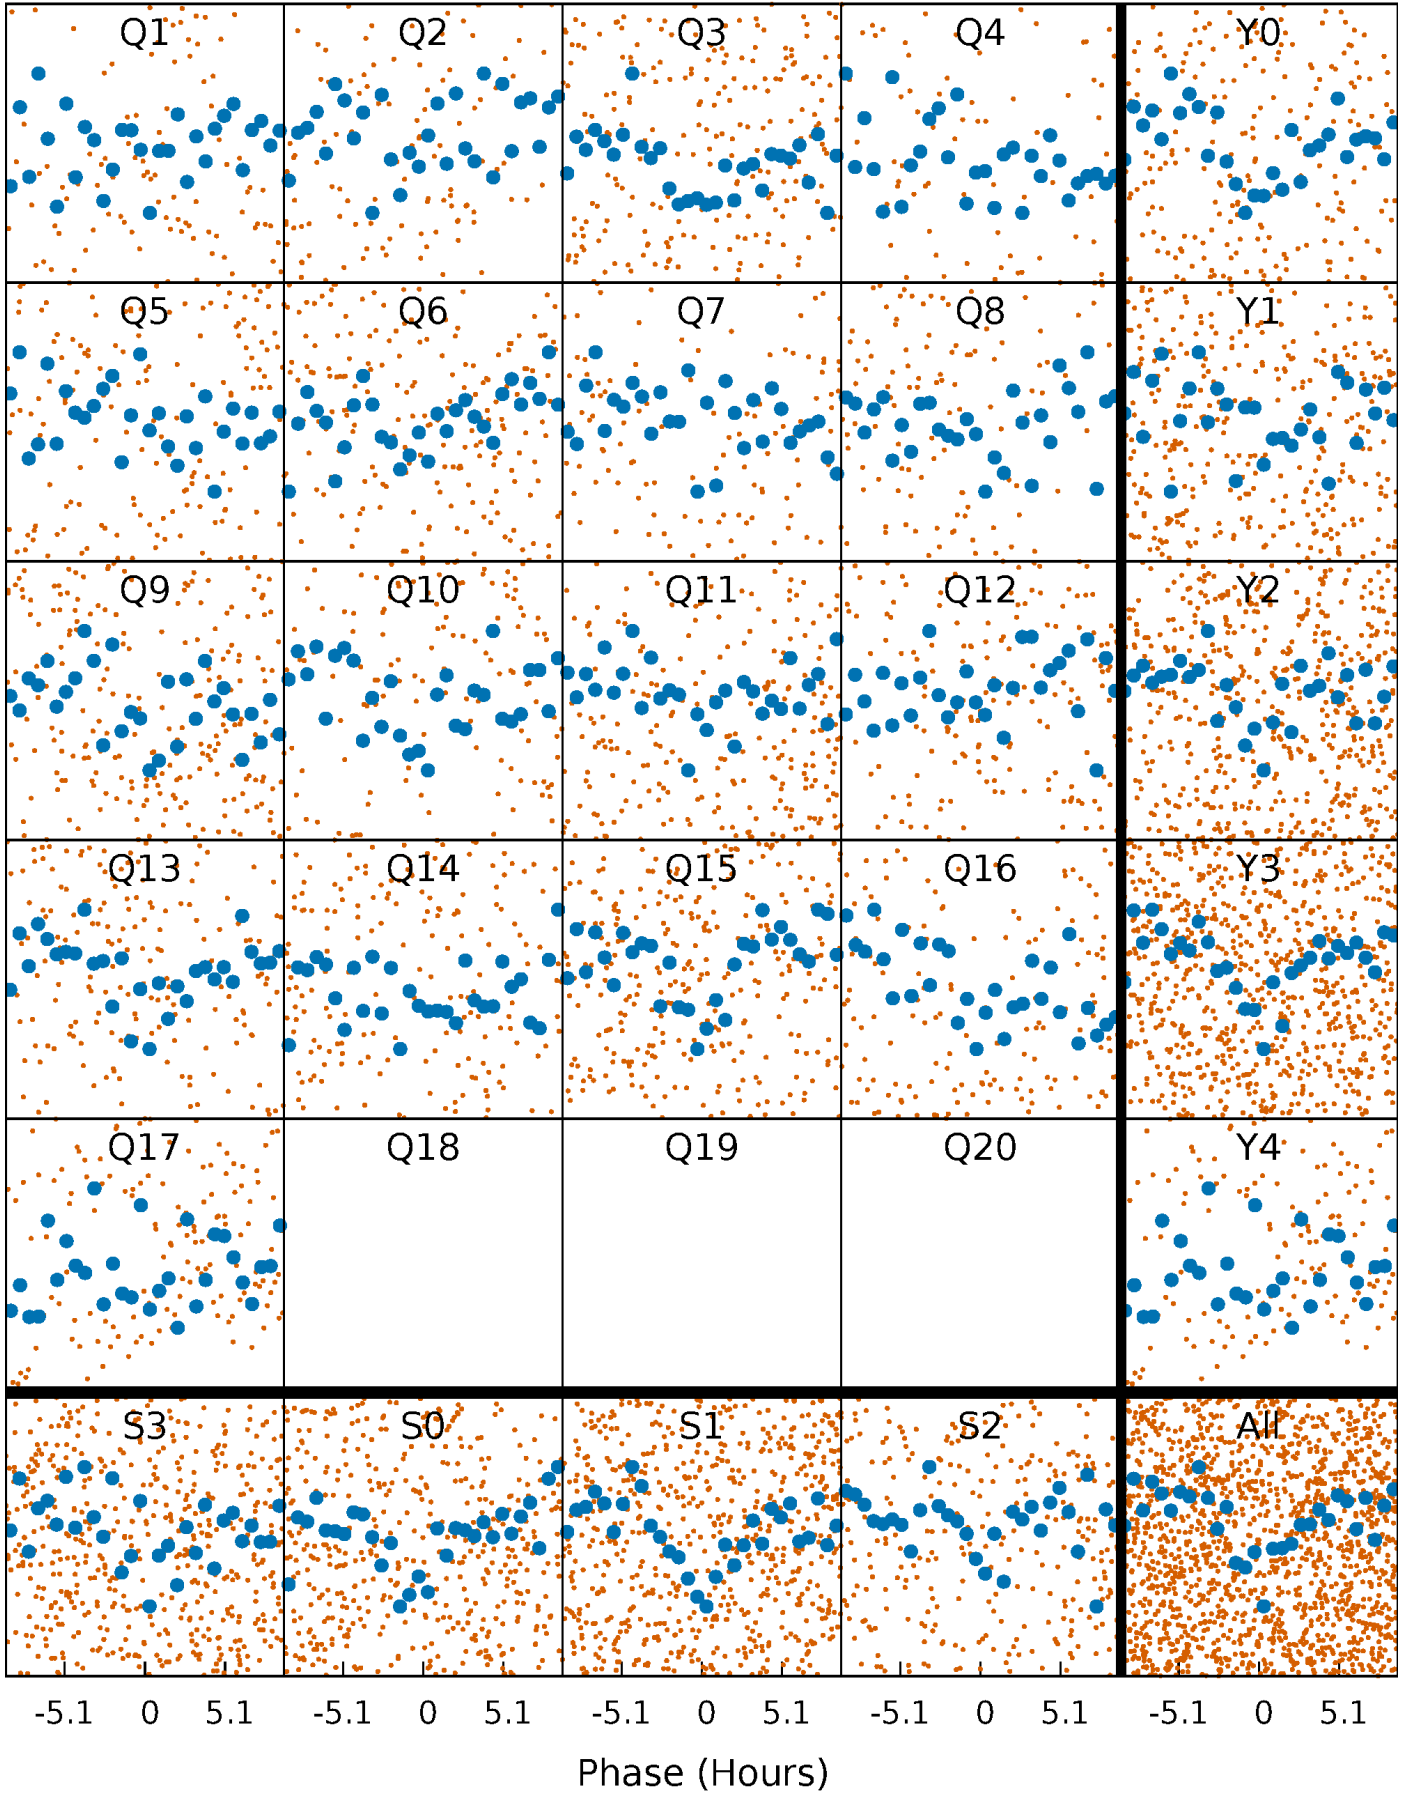 Q1 Q2 Q3 Q4 Y0
Q5 Q6 Q7 Q8 Y1
Q9 Q10 Q11 Q12 Y2
Q13 Q14 Q15 Q16 Y3
Q17 Q18 Q19 Q20 Y4
S3 S0 S1 S2 All
-5.1 0 5.1 -5.1 0 5.1 -5.1 0 5.1 -5.1 0 5.1 -5.1 0 5.1
Phase (Hours)